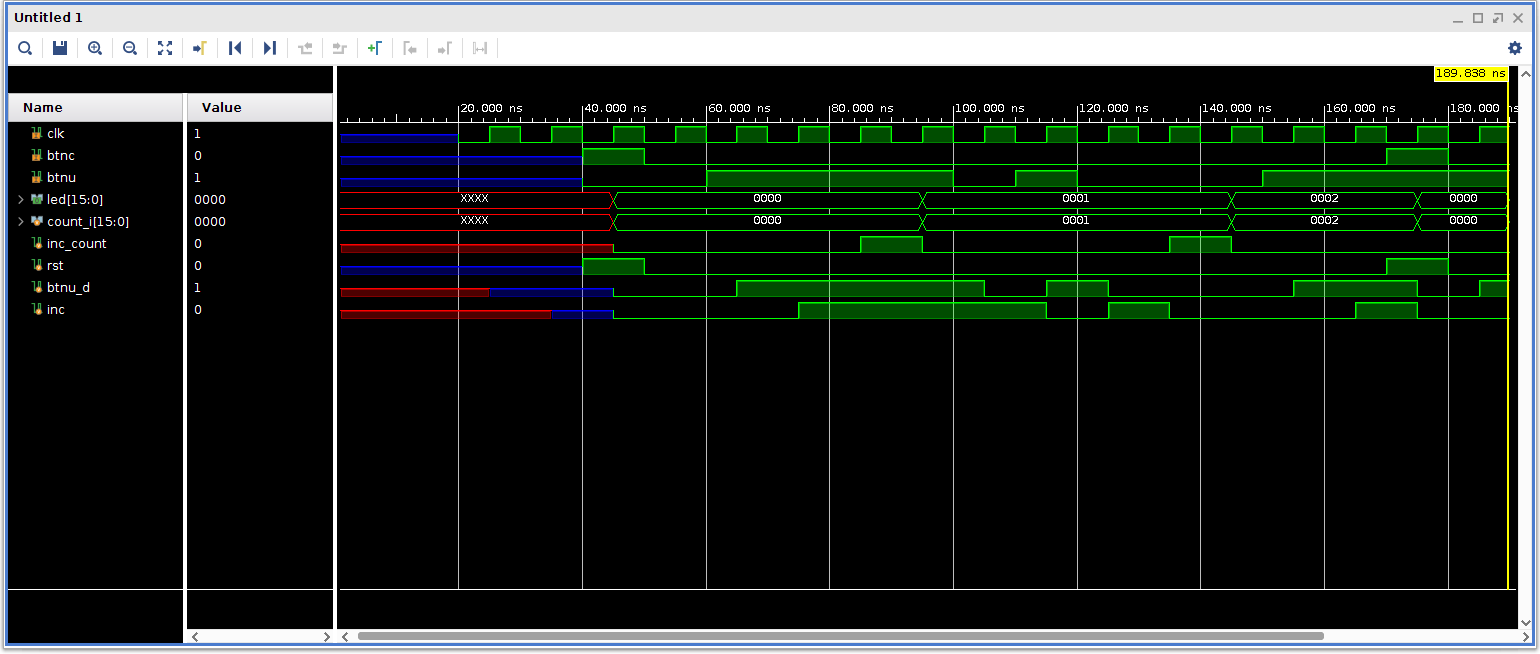 Untitled 1
189.838 ns
Name Value
20.000 ns 40.000 ns 60.000 ns 80.000 ns 100.000 ns 120.000 ns 140.000 ns 160.000 ns 180.000 ns
clk 1
btnc 0
btnu 1
led[15:0] 0000 XXXX 0000 0001 0002 0000
count_i[15:0] 0000 XXXX 0000 0001 0002 0000
inc_count 0
rst 0
btnu_d 1
inc 0